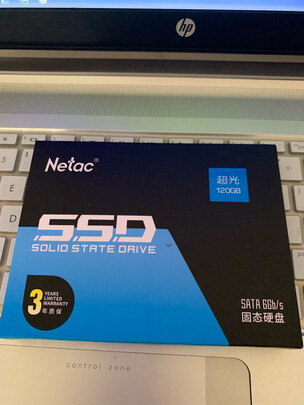 hp
Netac®
超光
120GB
SSD
SOLID STATE DRIVE
3 YEARS
LIMITED
WARRANTY
年质保
SATA 6Gb/s
固态硬盘
control zone